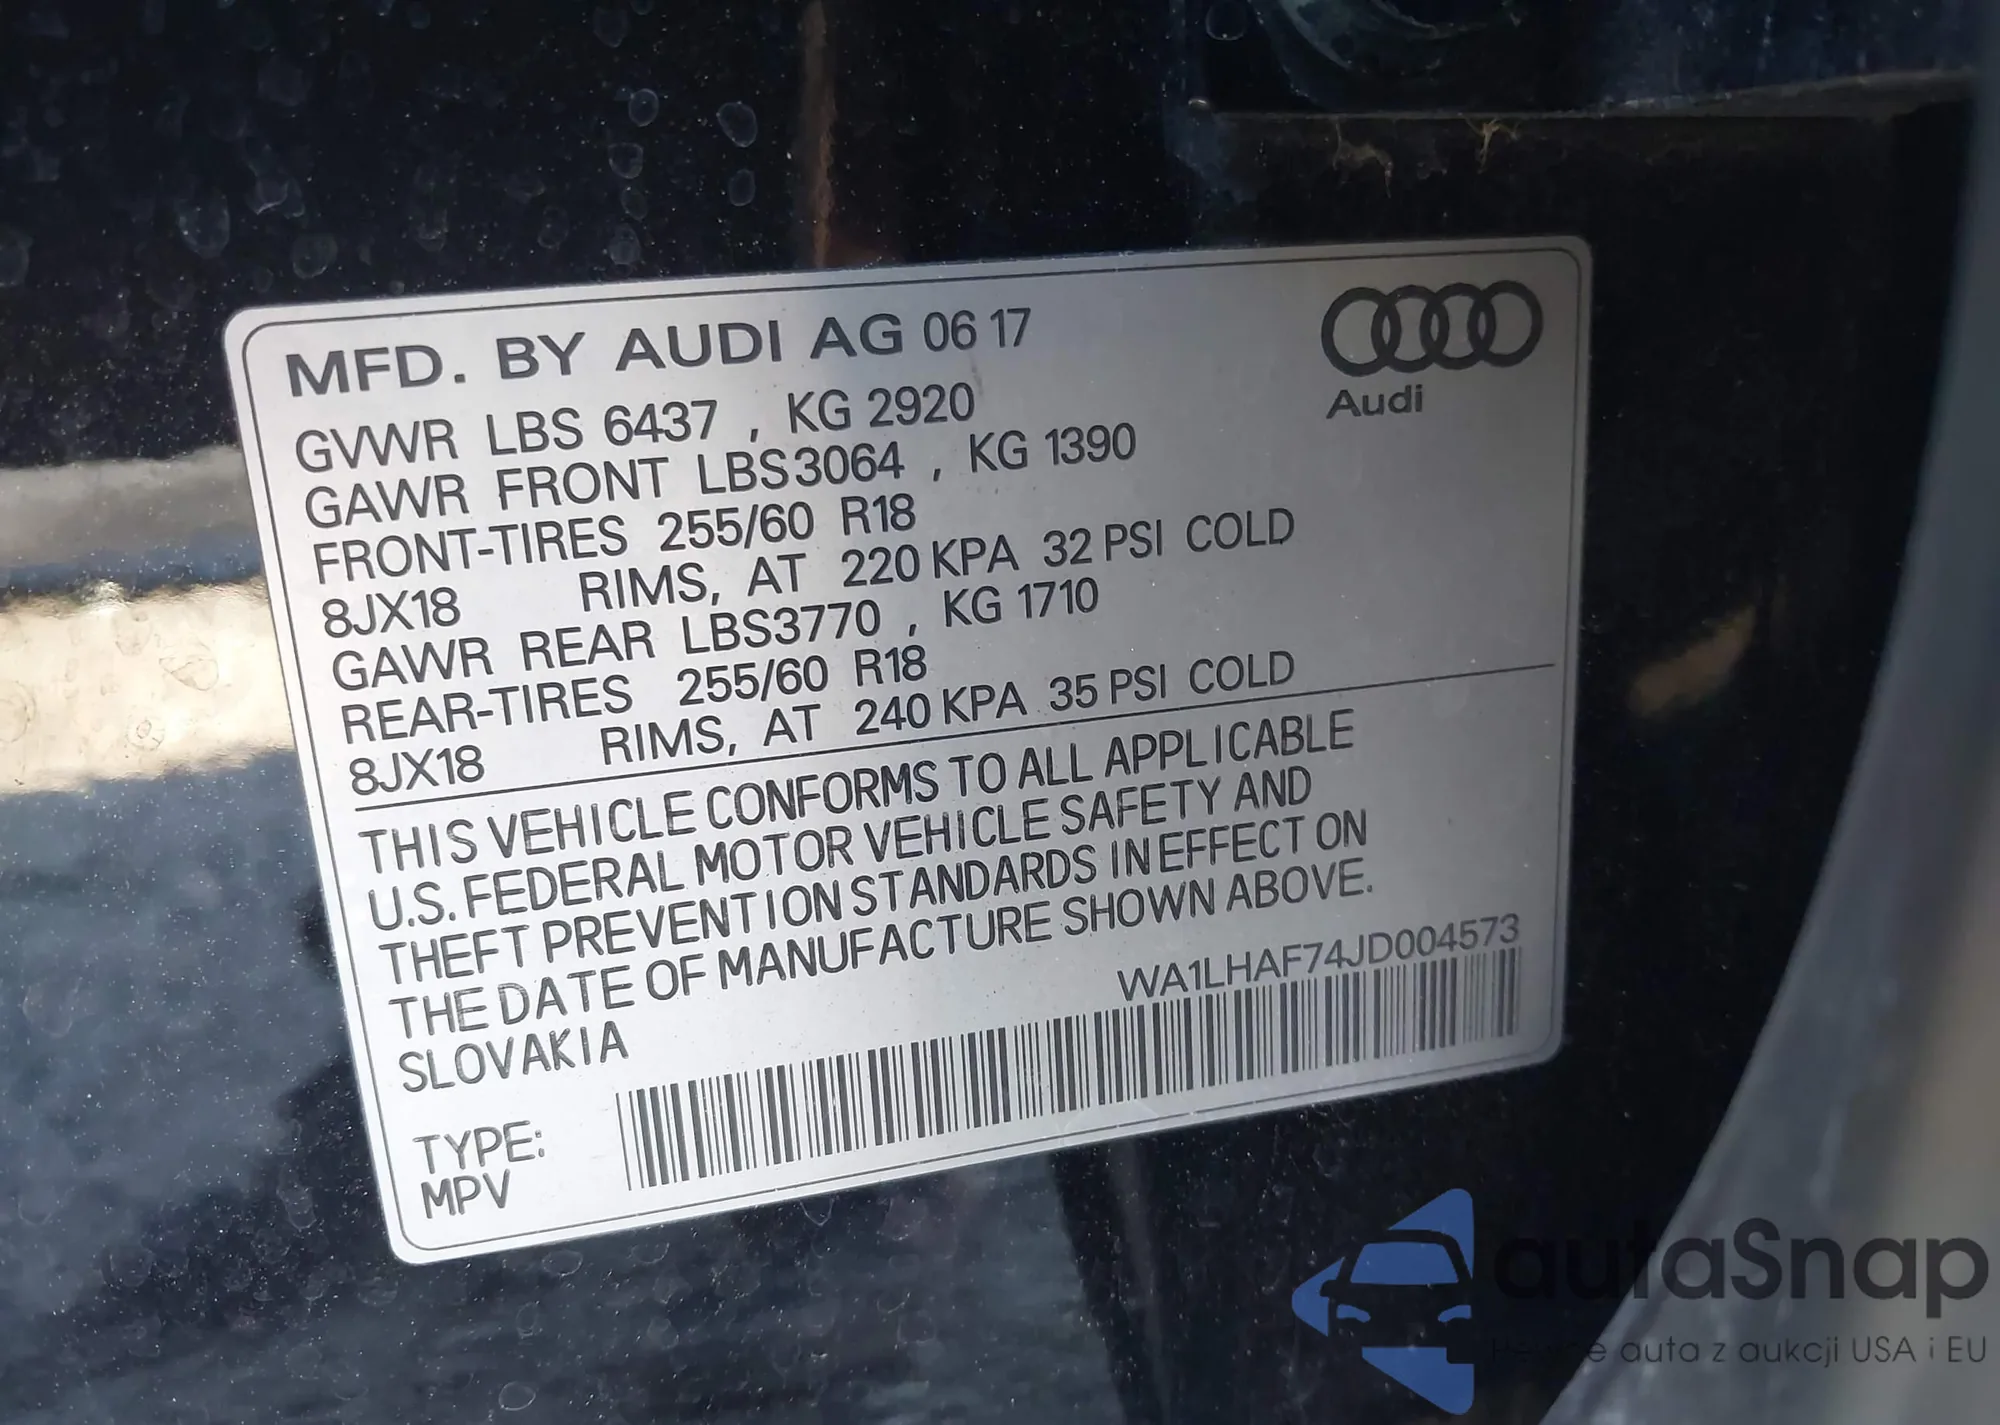 MFD. BY AUDI AG 06 17
Audi
GVWR LBS 6437 , KG 2920
GAWR FRONT LBS3064 , KG 1390
FRONT-TIRES 255/60 R18
8JX18 RIMS, AT 220 KPA 32 PSI COLD
GAWR REAR LBS3770 , KG 1710
REAR-TIRES 255/60 R18
8JX18 RIMS, AT 240 KPA 35 PSI COLD
THIS VEHICLE CONFORMS TO ALL APPLICABLE
U.S. FEDERAL MOTOR VEHICLE SAFETY AND
THEFT PREVENTION STANDARDS IN EFFECT ON
THE DATE OF MANUFACTURE SHOWN ABOVE.
SLOVAKIA
WA1LHAF74JD004573
TYPE:
MPV
autaSnap
auta z aukcji USA i EU